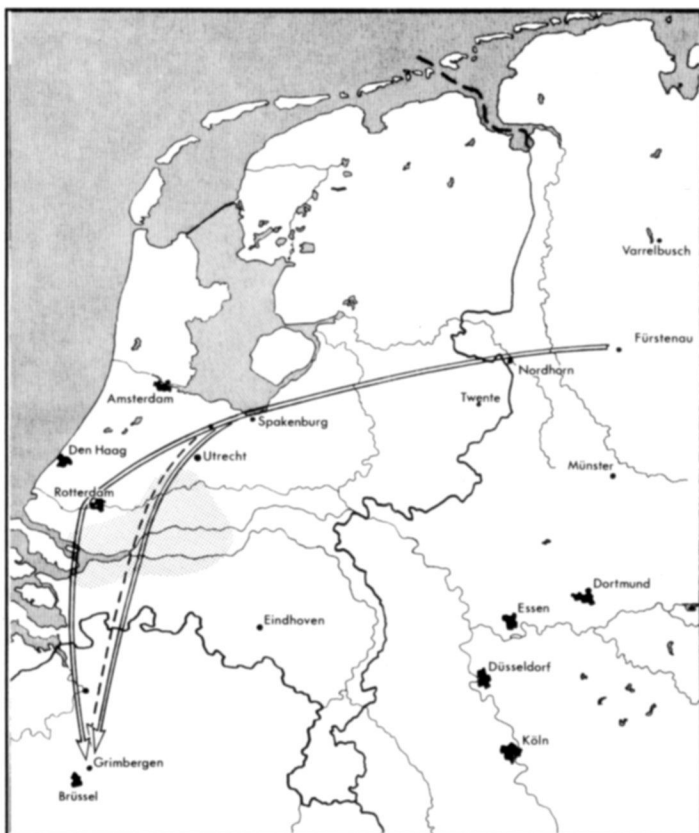 Varrelbusch
Fürstenau
Nordhorn
Amsterdam
Twente
Spakenburg
Den Haag
Utrecht
Münster
Rotterdam
Dortmund
Essen
Eindhoven
Düsseldorf
Köln
Grimbergen
Brüssel